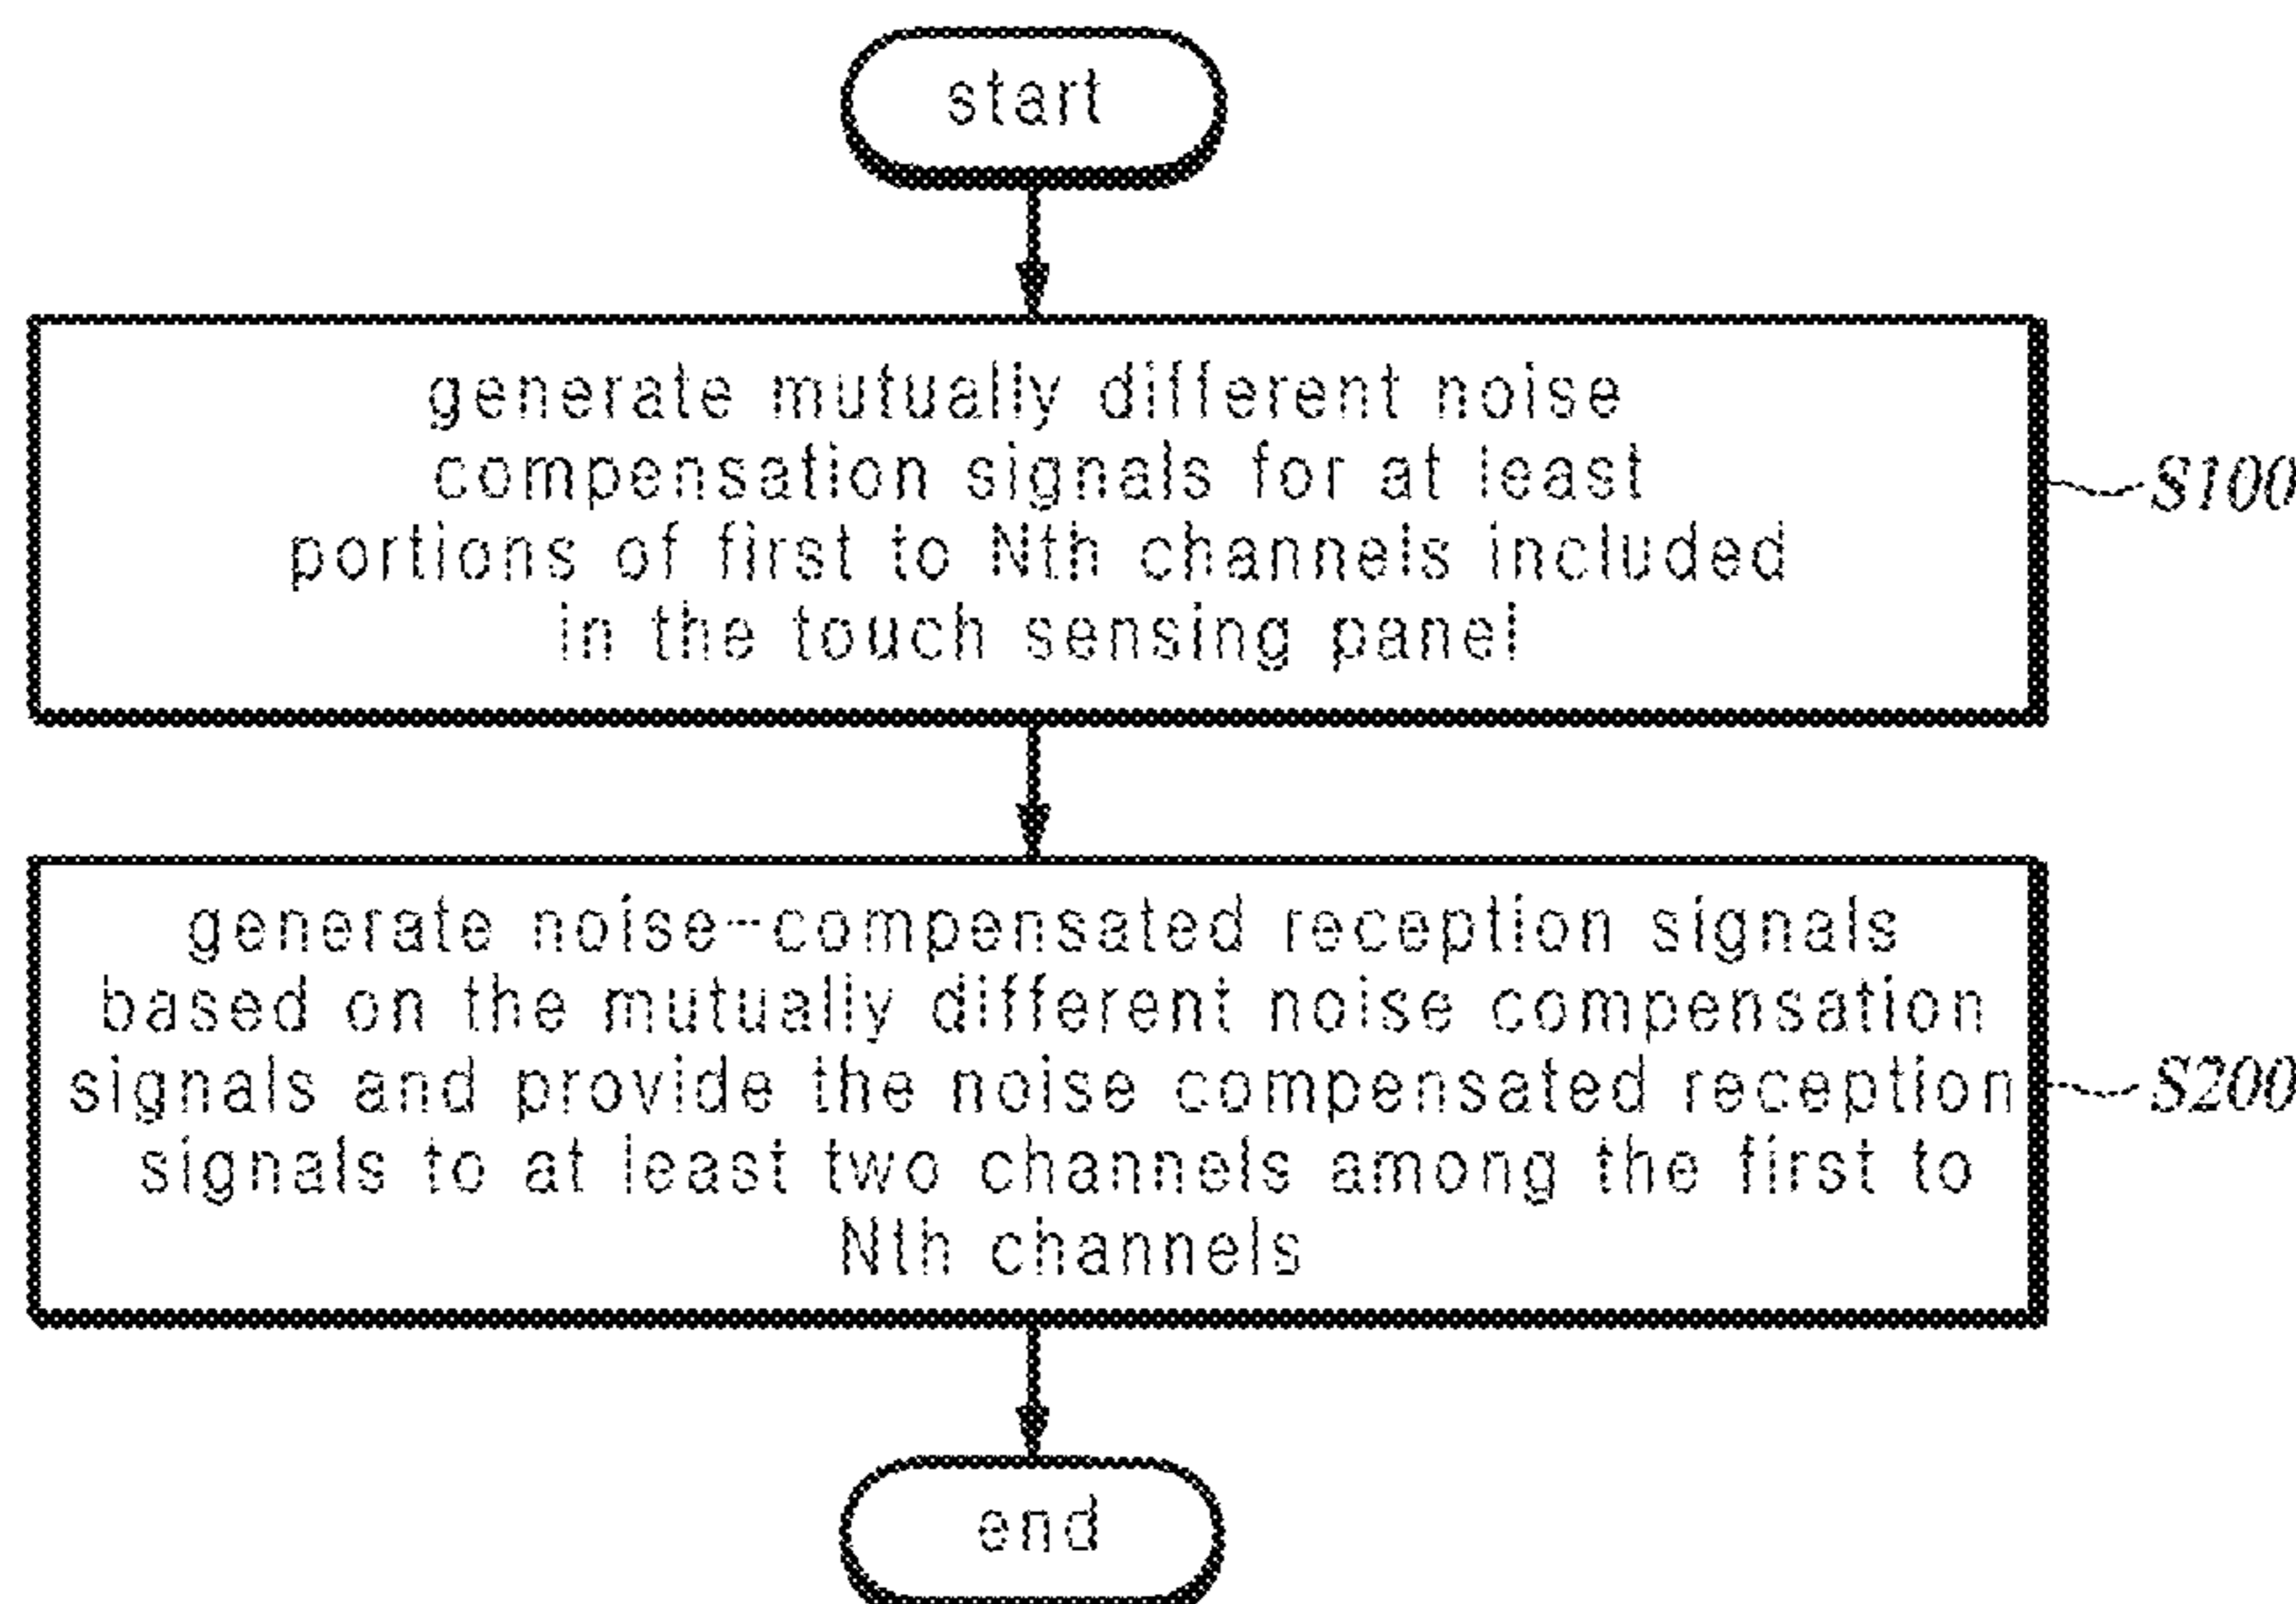 start
generate mutually different noise
compensation signals for at least
portions of first to Nth channels included
in the touch sensing panel
S100
generate noise-compensated reception signals
based on the mutually different noise compensation
signals and provide the noise compensated reception
signals to at least two channels among the first to
Nth channels
S200
end